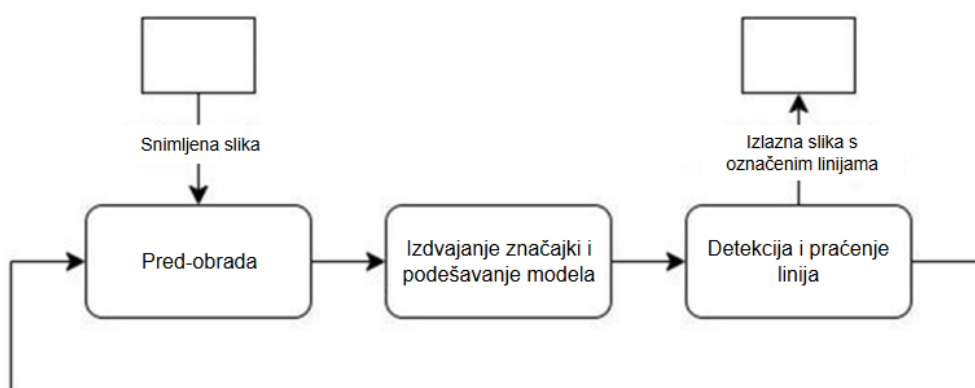 Snimljena slika
Izlazna slika s
označenim linijama
Pred-obrada
Izdvajanje značajki i
podešavanje modela
Detekcija i praćenje
linija